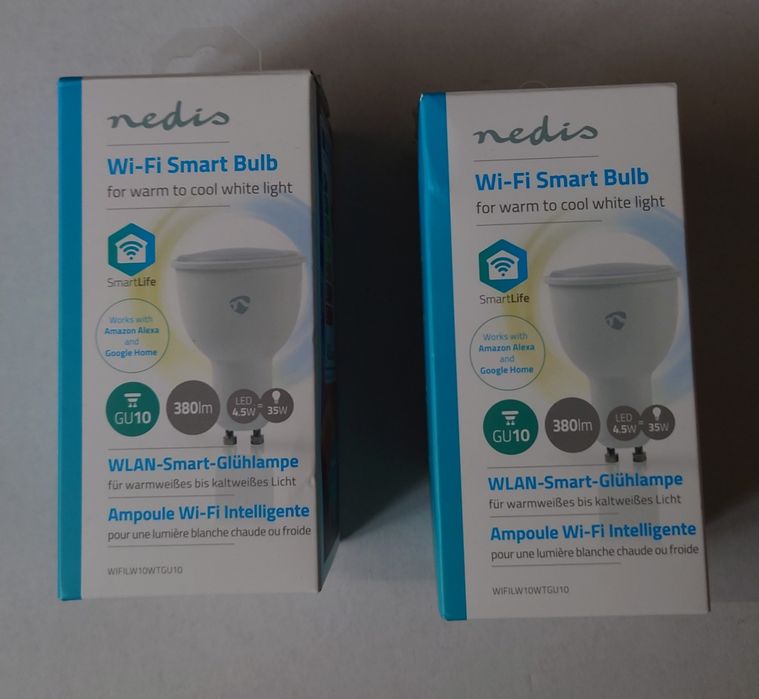 nedis
Wi-Fi Smart Bulb
for warm to cool white light
SmartLife
Works with
Amazon Alexa
and
Google Home
GU10
380lm
LED
4.5W
=
35W
WLAN-Smart-Glühlampe
für warmweißes bis kaltweißes Licht
Ampoule Wi-Fi Intelligente
pour une lumière blanche chaude ou froide
WIFILW10WTGU10
nedis
Wi-Fi Smart Bulb
for warm to cool white light
SmartLife
Works with
Amazon Alexa
and
Google Home
GU10
380lm
LED
4.5W
=
35W
WLAN-Smart-Glühlampe
für warmweißes bis kaltweißes Licht
Ampoule Wi-Fi Intelligente
pour une lumière blanche chaude ou froide
WIFILW10WTGU10